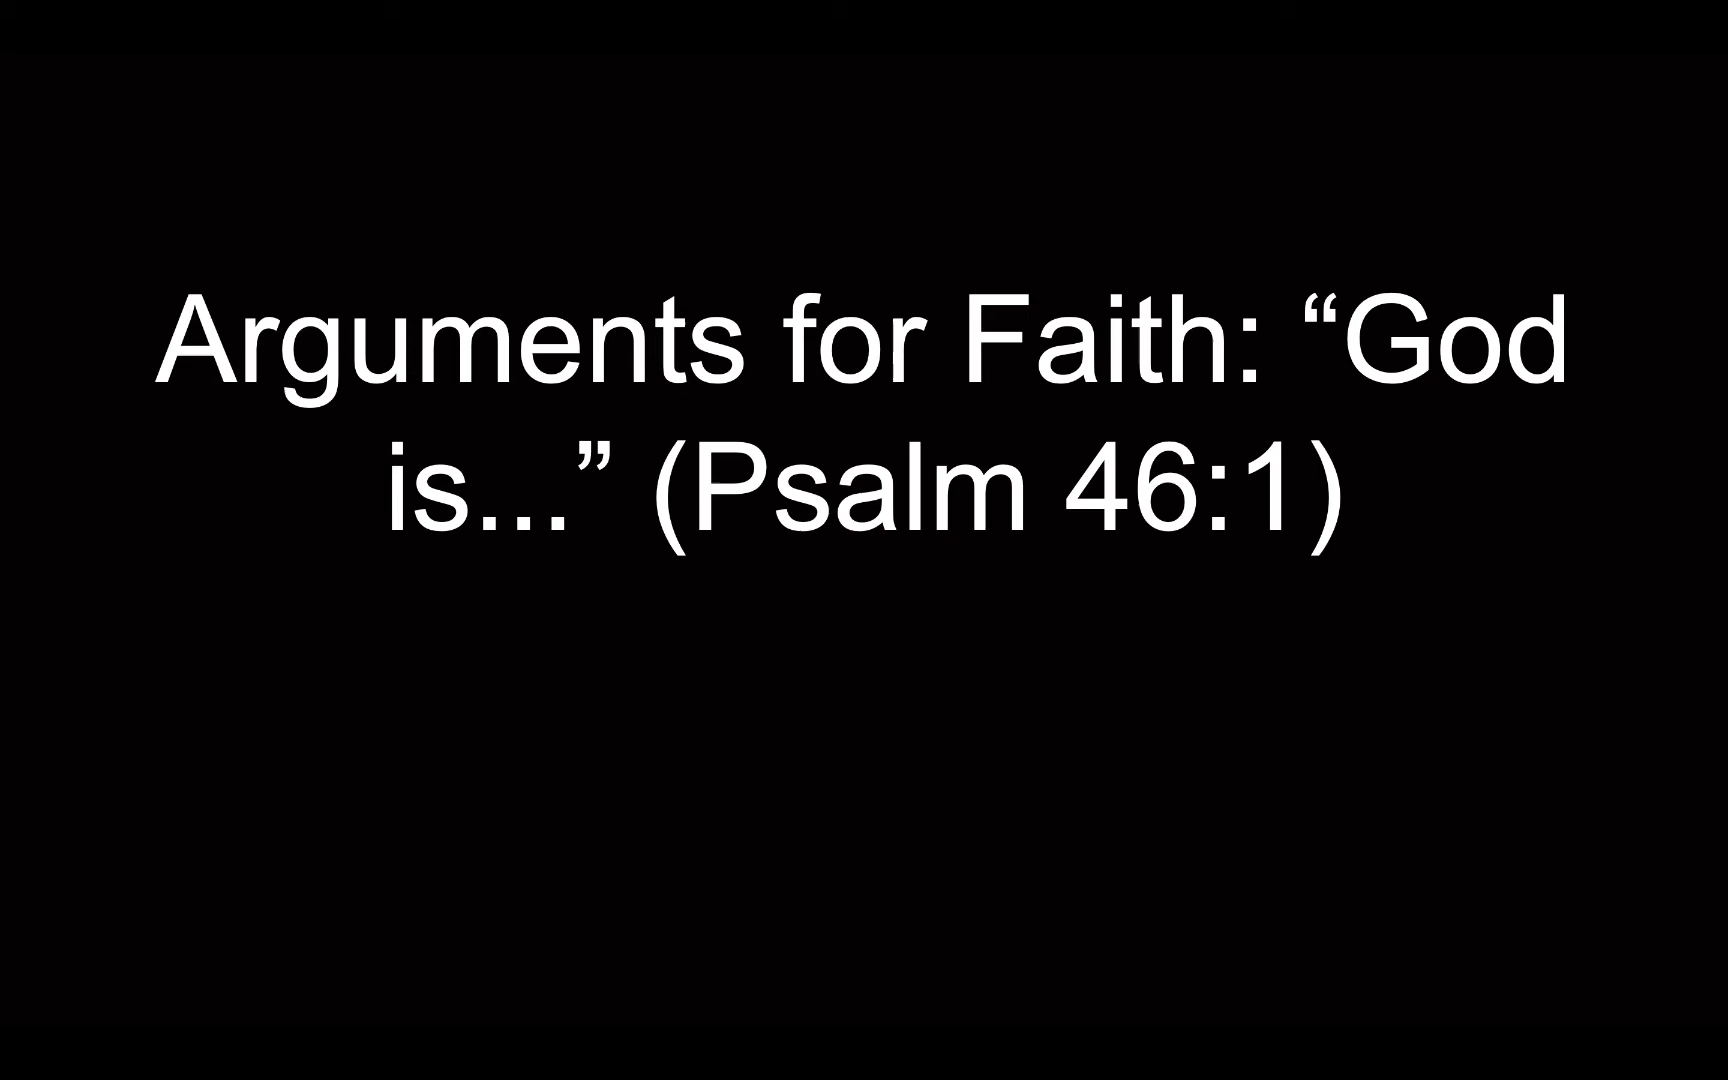 Arguments for Faith: “God
is...” (Psalm 46:1)